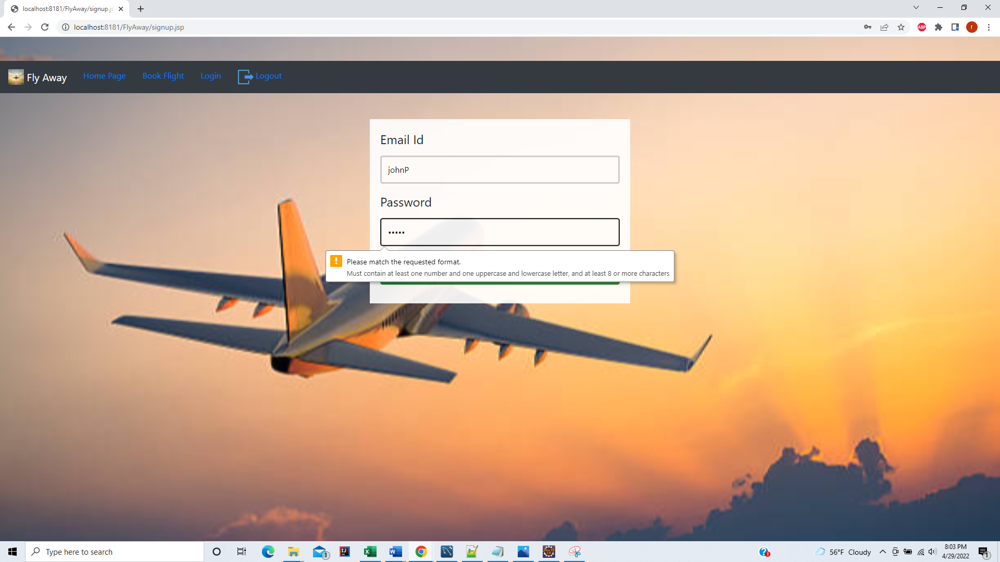 localhost:8181/FlyAway/signup.js
localhost:8181/FlyAway/signup.jsp
ABP
r
Fly Away
Home Page
Book Flight
Login
Logout
Email Id
johnP
Password
•••••
Please match the requested format.
Must contain at least one number and one uppercase and lowercase letter, and at least 8 or more characters
Type here to search
1
56°F Cloudy
8:03 PM
4/29/2022
1